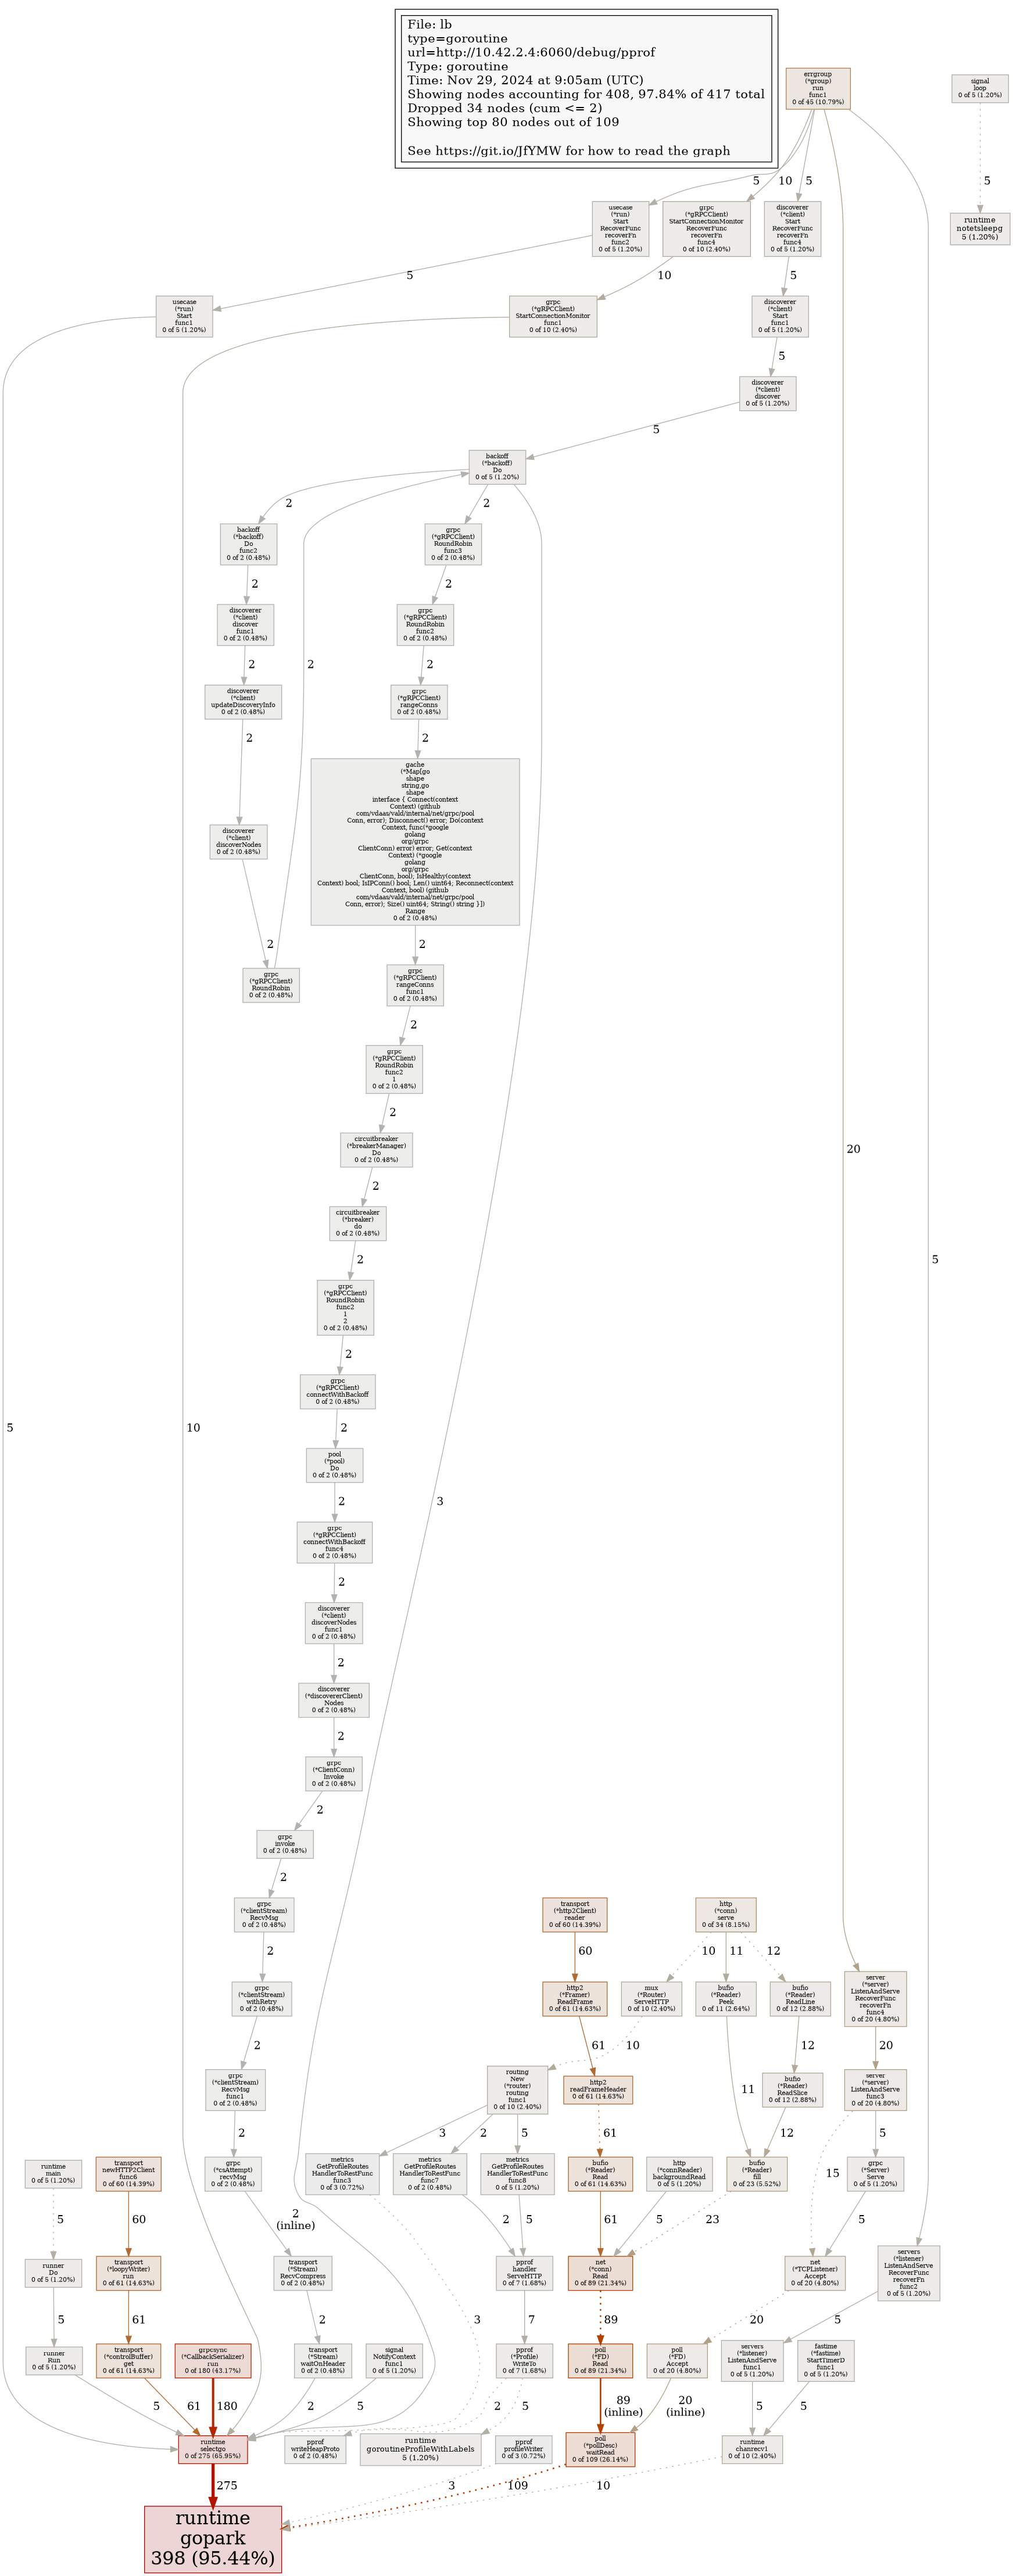 File: lb
type=goroutine
url=http://10.42.2.4:6060/debug/pprof
Type: goroutine
Time: Nov 29, 2024 at 9:05am (UTC)
Showing nodes accounting for 408, 97.84% of 417 total
Dropped 34 nodes (cum <= 2)
Showing top 80 nodes out of 109
See https://git.io/JfYMW for how to read the graph
errgroup
(*group)
run
func1
0 of 45 (10.79%)
signal
loop
0 of 5 (1.20%)
5
10
5
5
usecase
(*run)
Start
RecoverFunc
recoverFn
func2
0 of 5 (1.20%)
grpc
(*gRPCClient)
StartConnectionMonitor
RecoverFunc
recoverFn
func4
0 of 10 (2.40%)
discoverer
(*client)
Start
RecoverFunc
recoverFn
func4
0 of 5 (1.20%)
runtime
notetsleepg
5 (1.20%)
5
10
5
usecase
(*run)
Start
func1
0 of 5 (1.20%)
grpc
(*gRPCClient)
StartConnectionMonitor
func1
0 of 10 (2.40%)
discoverer
(*client)
Start
func1
0 of 5 (1.20%)
5
discoverer
(*client)
discover
0 of 5 (1.20%)
5
backoff
(*backoff)
Do
0 of 5 (1.20%)
2
2
backoff
(*backoff)
Do
func2
0 of 2 (0.48%)
grpc
(*gRPCClient)
RoundRobin
func3
0 of 2 (0.48%)
2
2
discoverer
(*client)
discover
func1
0 of 2 (0.48%)
grpc
(*gRPCClient)
RoundRobin
func2
0 of 2 (0.48%)
2
2
2
discoverer
(*client)
updateDiscoveryInfo
0 of 2 (0.48%)
grpc
(*gRPCClient)
rangeConns
0 of 2 (0.48%)
2
2
gache
(*Map[go
shape
string,go
shape
interface { Connect(context
Context) (github
com/vdaas/vald/internal/net/grpc/pool
Conn, error); Disconnect() error; Do(context
Context, func(*google
golang
org/grpc
ClientConn) error) error; Get(context
Context) (*google
golang
org/grpc
ClientConn, bool); IsHealthy(context
Context) bool; IsIPConn() bool; Len() uint64; Reconnect(context
Context, bool) (github
com/vdaas/vald/internal/net/grpc/pool
Conn, error); Size() uint64; String() string }])
Range
0 of 2 (0.48%)
discoverer
(*client)
discoverNodes
0 of 2 (0.48%)
2
2
grpc
(*gRPCClient)
RoundRobin
0 of 2 (0.48%)
grpc
(*gRPCClient)
rangeConns
func1
0 of 2 (0.48%)
2
grpc
(*gRPCClient)
RoundRobin
func2
1
0 of 2 (0.48%)
2
circuitbreaker
(*breakerManager)
Do
0 of 2 (0.48%)
20
2
circuitbreaker
(*breaker)
do
0 of 2 (0.48%)
2
5
grpc
(*gRPCClient)
RoundRobin
func2
1
2
0 of 2 (0.48%)
2
grpc
(*gRPCClient)
connectWithBackoff
0 of 2 (0.48%)
5
10
2
pool
(*pool)
Do
0 of 2 (0.48%)
2
3
grpc
(*gRPCClient)
connectWithBackoff
func4
0 of 2 (0.48%)
2
discoverer
(*client)
discoverNodes
func1
0 of 2 (0.48%)
2
discoverer
(*discovererClient)
Nodes
0 of 2 (0.48%)
2
grpc
(*ClientConn)
Invoke
0 of 2 (0.48%)
2
grpc
invoke
0 of 2 (0.48%)
2
grpc
(*clientStream)
RecvMsg
0 of 2 (0.48%)
transport
(*http2Client)
reader
0 of 60 (14.39%)
http
(*conn)
serve
0 of 34 (8.15%)
2
60
10
11
12
grpc
(*clientStream)
withRetry
0 of 2 (0.48%)
http2
(*Framer)
ReadFrame
0 of 61 (14.63%)
mux
(*Router)
ServeHTTP
0 of 10 (2.40%)
bufio
(*Reader)
Peek
0 of 11 (2.64%)
bufio
(*Reader)
ReadLine
0 of 12 (2.88%)
server
(*server)
ListenAndServe
RecoverFunc
recoverFn
func4
0 of 20 (4.80%)
2
61
10
12
20
grpc
(*clientStream)
RecvMsg
func1
0 of 2 (0.48%)
routing
New
(*router)
routing
func1
0 of 10 (2.40%)
http2
readFrameHeader
0 of 61 (14.63%)
11
bufio
(*Reader)
ReadSlice
0 of 12 (2.88%)
server
(*server)
ListenAndServe
func3
0 of 20 (4.80%)
2
3
2
5
61
12
15
5
runtime
main
0 of 5 (1.20%)
transport
newHTTP2Client
func6
0 of 60 (14.39%)
grpc
(*csAttempt)
recvMsg
0 of 2 (0.48%)
metrics
GetProfileRoutes
HandlerToRestFunc
func3
0 of 3 (0.72%)
metrics
GetProfileRoutes
HandlerToRestFunc
func7
0 of 2 (0.48%)
metrics
GetProfileRoutes
HandlerToRestFunc
func8
0 of 5 (1.20%)
bufio
(*Reader)
Read
0 of 61 (14.63%)
http
(*connReader)
backgroundRead
0 of 5 (1.20%)
bufio
(*Reader)
fill
0 of 23 (5.52%)
grpc
(*Server)
Serve
0 of 5 (1.20%)
5
60
2
(inline)
2
5
61
5
23
5
runner
Do
0 of 5 (1.20%)
transport
(*loopyWriter)
run
0 of 61 (14.63%)
transport
(*Stream)
RecvCompress
0 of 2 (0.48%)
pprof
handler
ServeHTTP
0 of 7 (1.68%)
net
(*conn)
Read
0 of 89 (21.34%)
net
(*TCPListener)
Accept
0 of 20 (4.80%)
servers
(*listener)
ListenAndServe
RecoverFunc
recoverFn
func2
0 of 5 (1.20%)
5
61
2
3
7
89
20
5
runner
Run
0 of 5 (1.20%)
transport
(*controlBuffer)
get
0 of 61 (14.63%)
grpcsync
(*CallbackSerializer)
run
0 of 180 (43.17%)
transport
(*Stream)
waitOnHeader
0 of 2 (0.48%)
signal
NotifyContext
func1
0 of 5 (1.20%)
pprof
(*Profile)
WriteTo
0 of 7 (1.68%)
poll
(*FD)
Read
0 of 89 (21.34%)
poll
(*FD)
Accept
0 of 20 (4.80%)
servers
(*listener)
ListenAndServe
func1
0 of 5 (1.20%)
fastime
(*fastime)
StartTimerD
func1
0 of 5 (1.20%)
5
61
180
2
5
2
5
89
(inline)
20
(inline)
5
5
runtime
selectgo
0 of 275 (65.95%)
pprof
writeHeapProto
0 of 2 (0.48%)
runtime
goroutineProfileWithLabels
5 (1.20%)
pprof
profileWriter
0 of 3 (0.72%)
poll
(*pollDesc)
waitRead
0 of 109 (26.14%)
runtime
chanrecv1
0 of 10 (2.40%)
275
3
109
10
runtime
gopark
398 (95.44%)